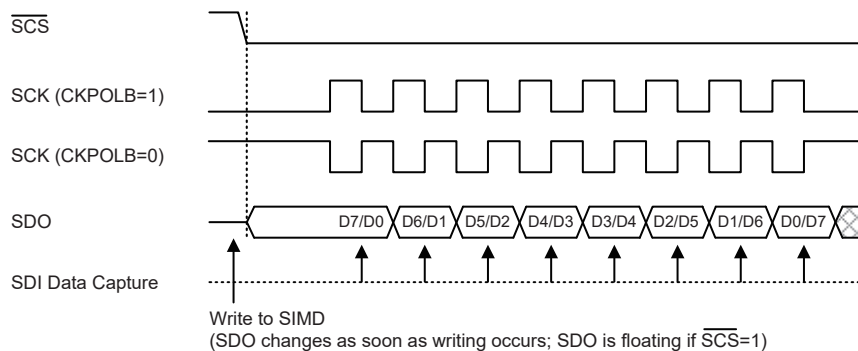 SCS
SCK (CKPOLB=1)
SCK (CKPOLB=0)
SDO
D7/D0 D6/D1 D5/D2 D4/D3 D3/D4 D2/D5 D1/D6 D0/D7
SDI Data Capture
Write to SIMD
(SDO changes as soon as writing occurs; SDO is floating if SCS=1)